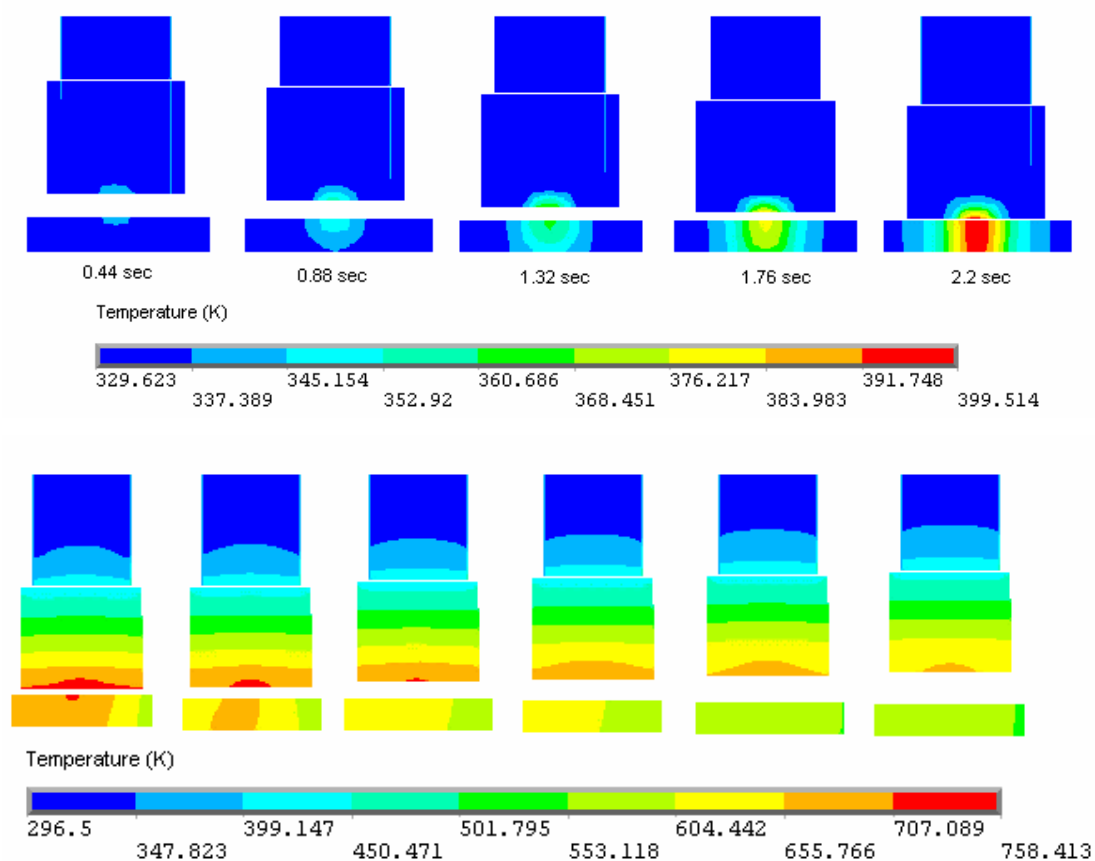 0.44 sec 0.88 sec 1.32 sec 1.76 sec 2.2 sec
Temperature (K)
329.623 345.154 360.686 376.217 391.748
337.389 352.92 368.451 383.983 399.514
Temperature (K)
296.5 399.147 501.795 604.442 707.089
347.823 450.471 553.118 655.766 758.413